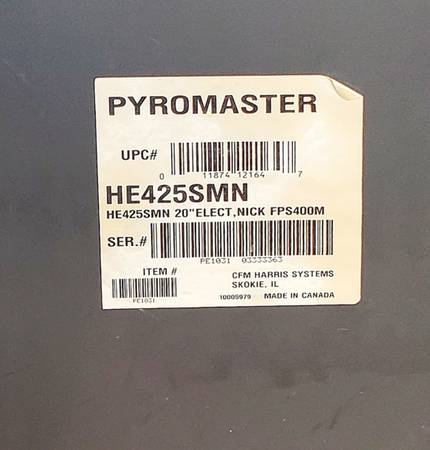 PYROMASTER
UPC#
0 11874 12164 7
HE425SMN
HE425SMN 20"ELECT,NICK FPS400M
SER.#
PE1031 03333363
ITEM #
PE1031
CFM HARRIS SYSTEMS
SKOKIE, IL
10005979 MADE IN CANADA